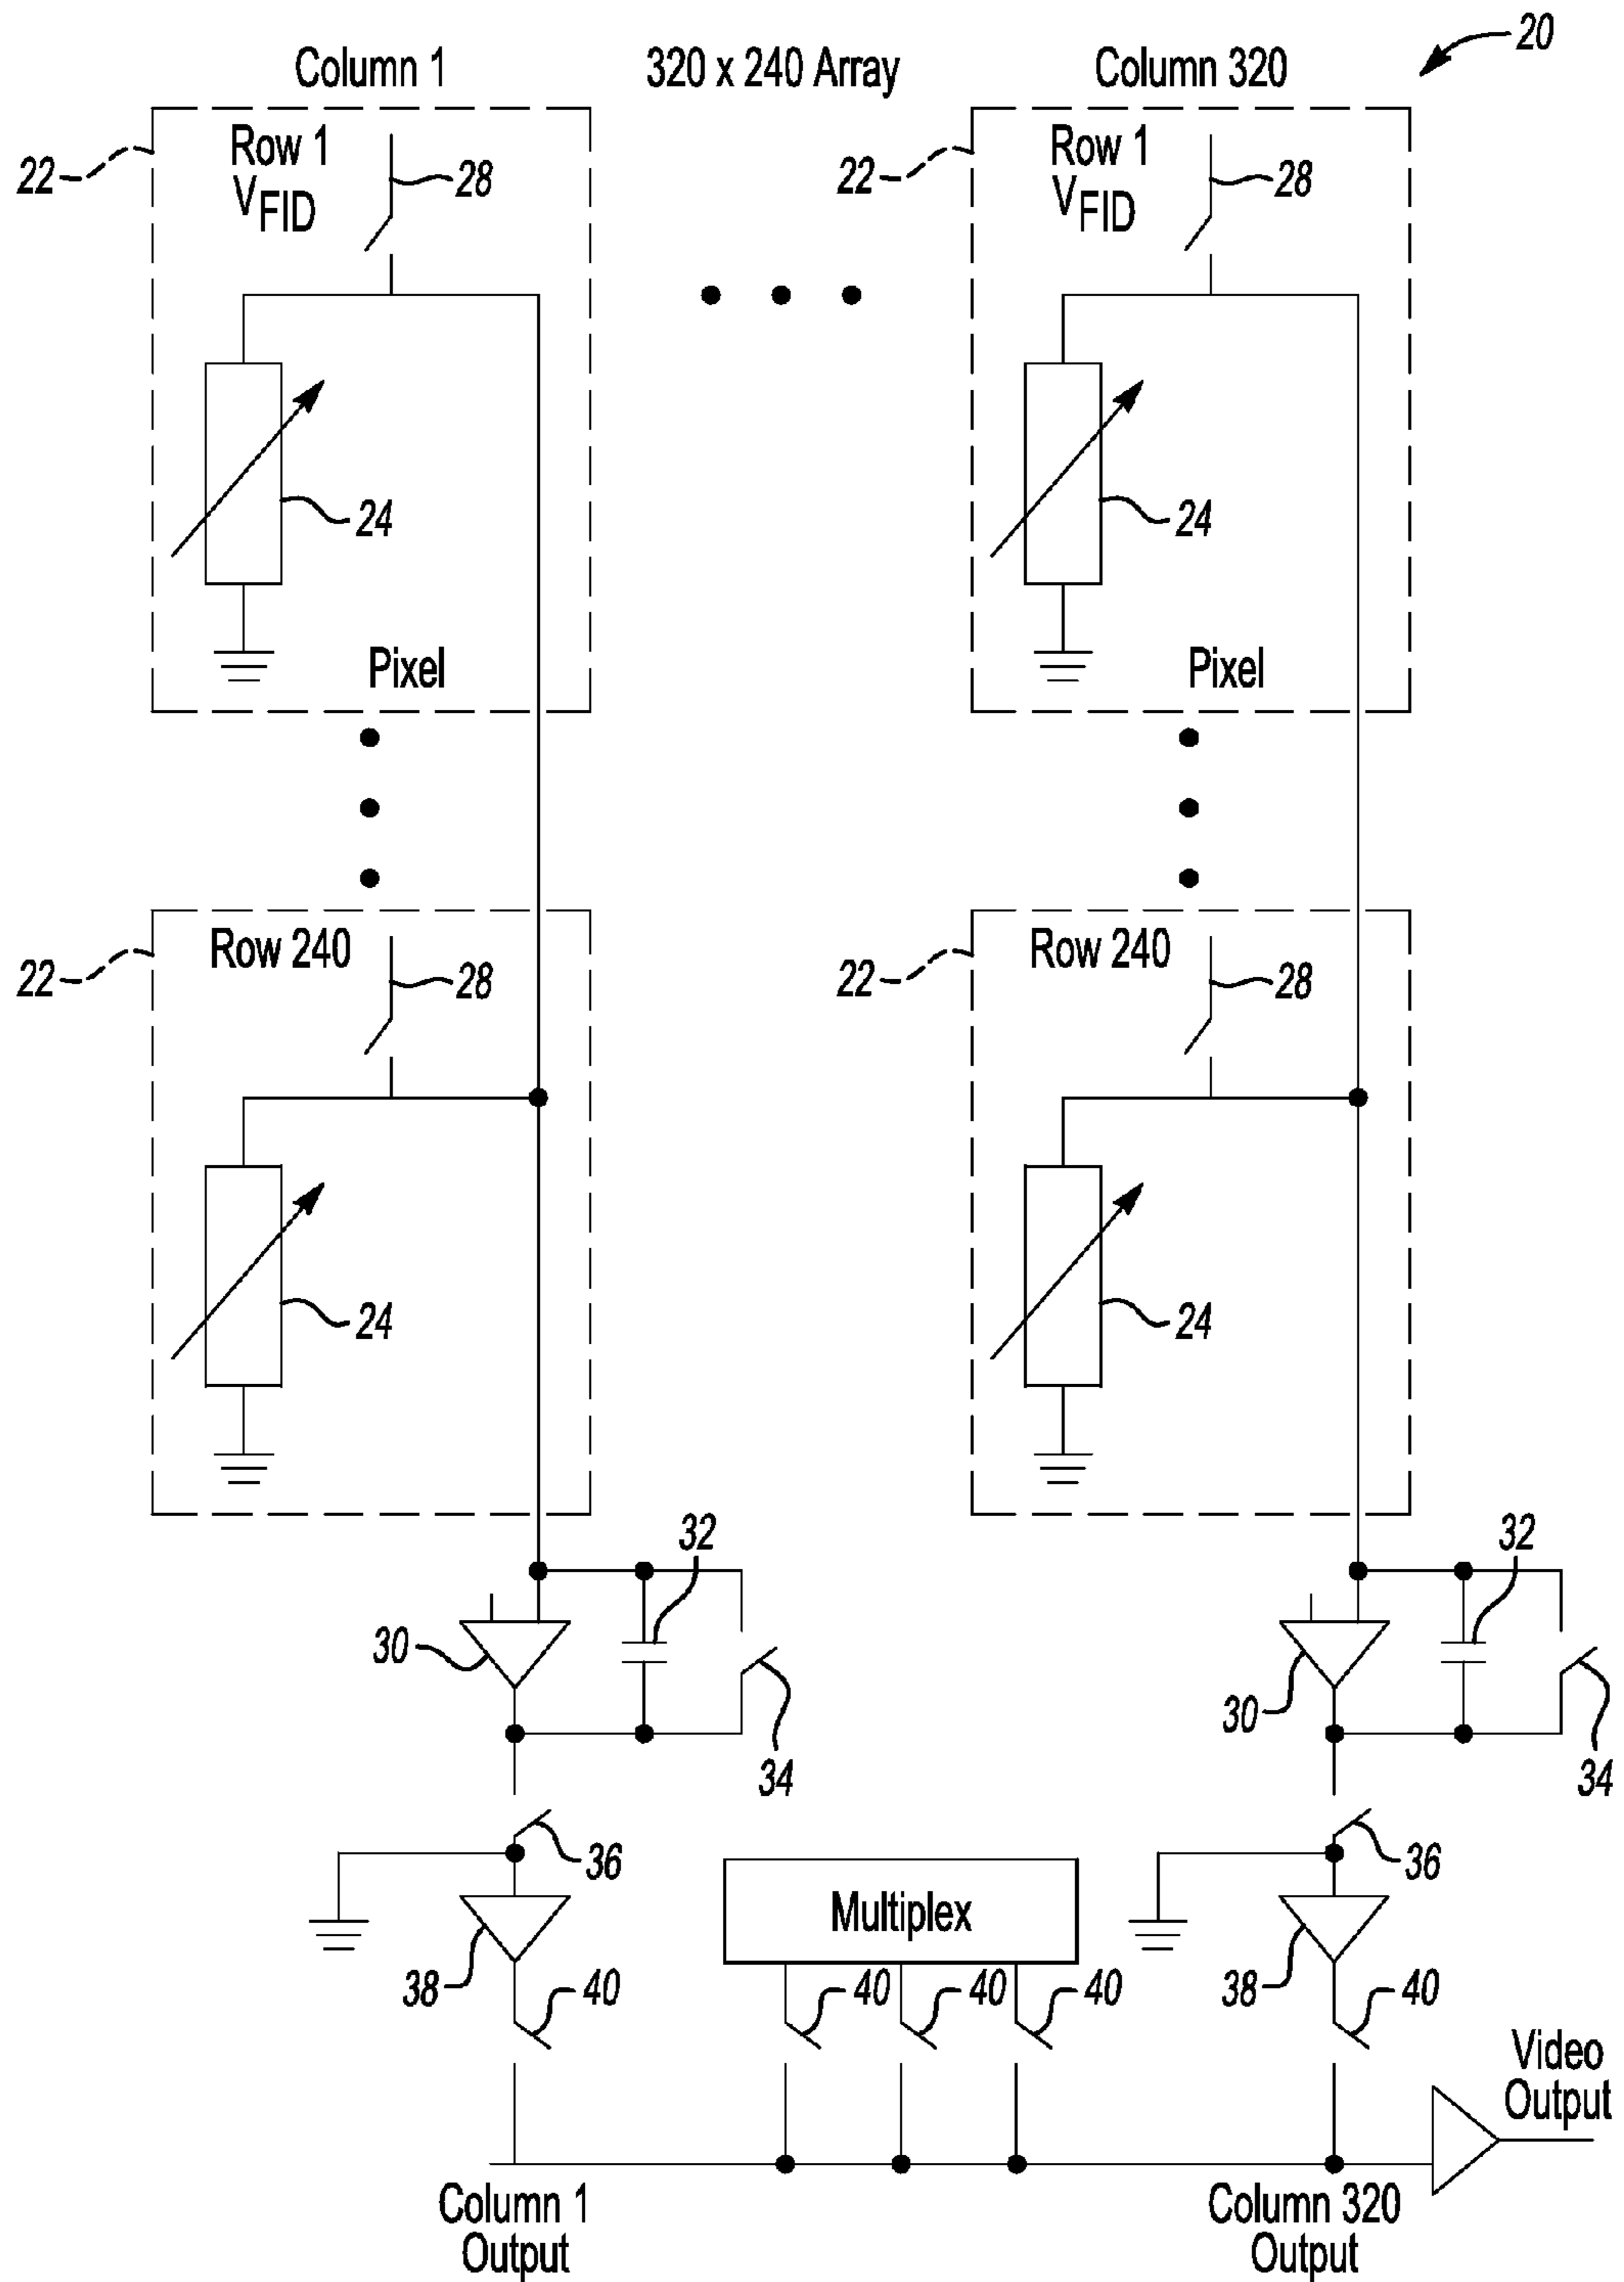 20
Column 1
320 x 240 Array
Column 320
22
Row 1
VFID
28
24
Pixel
22
Row 1
VFID
28
24
Pixel
22
Row 240
28
24
22
Row 240
28
24
32
30
34
32
30
34
36
38
40
Multiplex
40
40
40
36
38
40
Video
Output
Column 1
Output
Column 320
Output